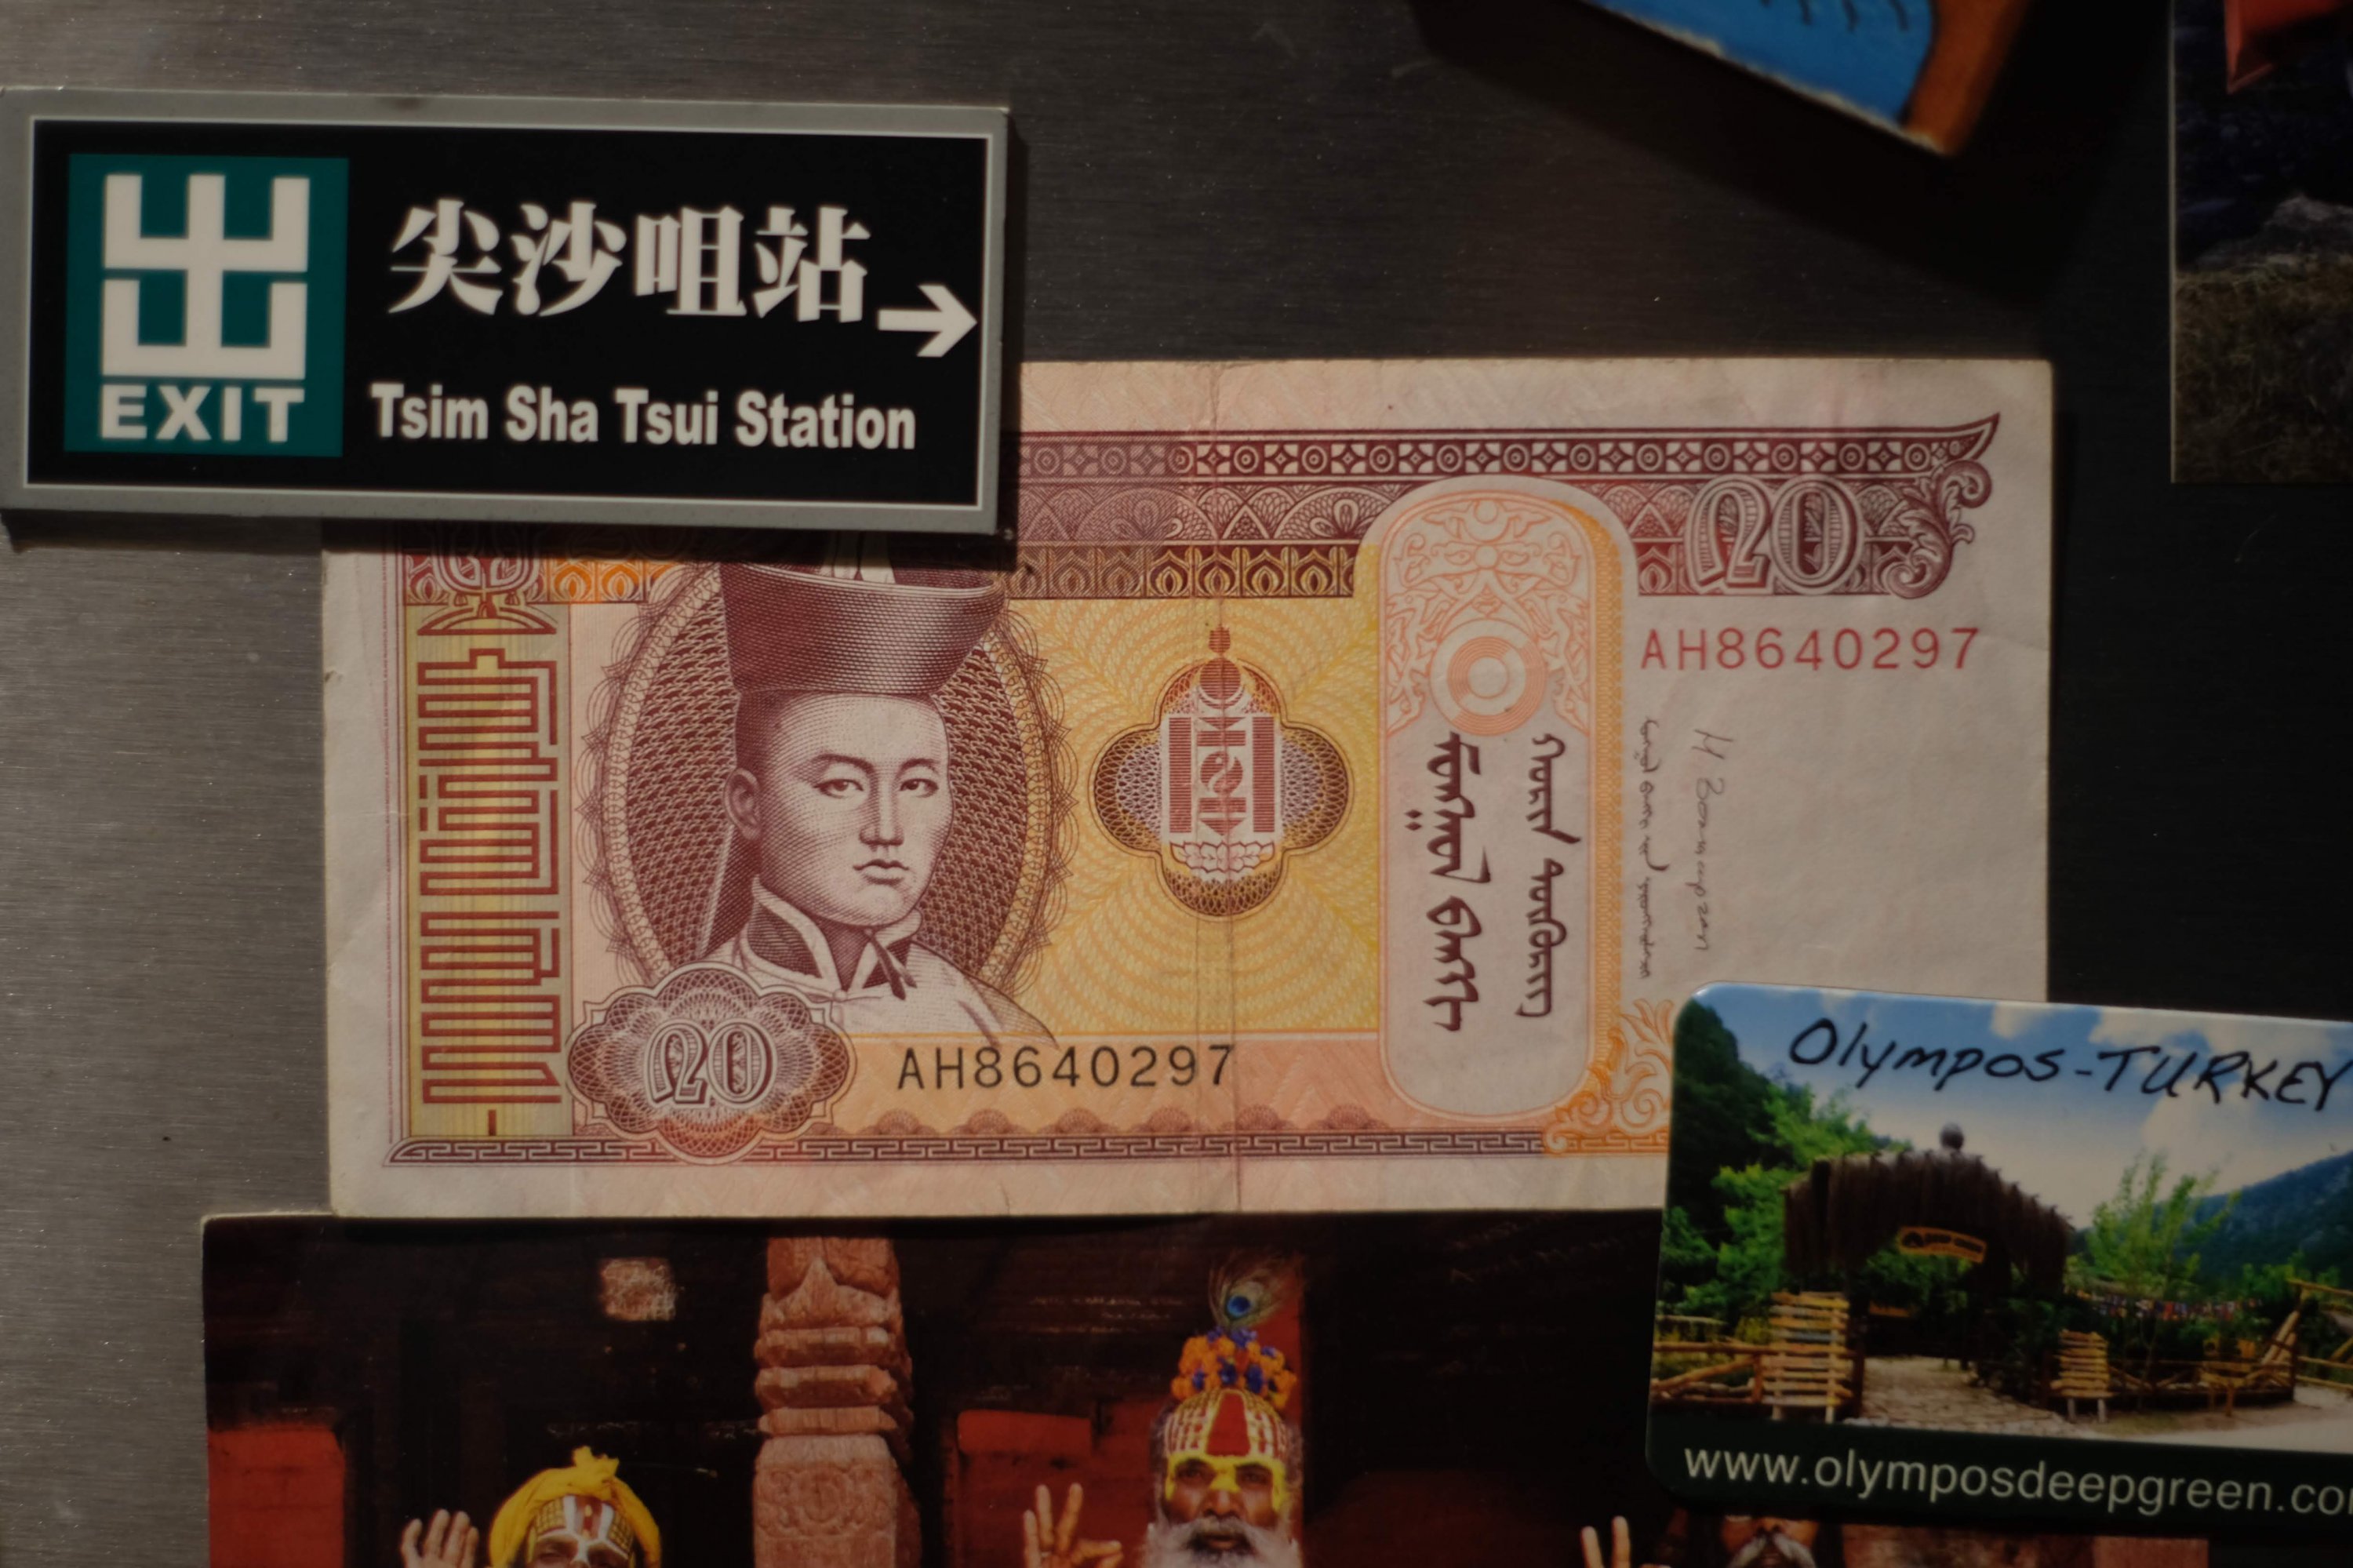 出
EXIT
尖沙咀站
Tsim Sha Tsui Station
20
AH8640297
20
AH8640297
Olympos-TURKEY
www.olymposdeepgreen.co